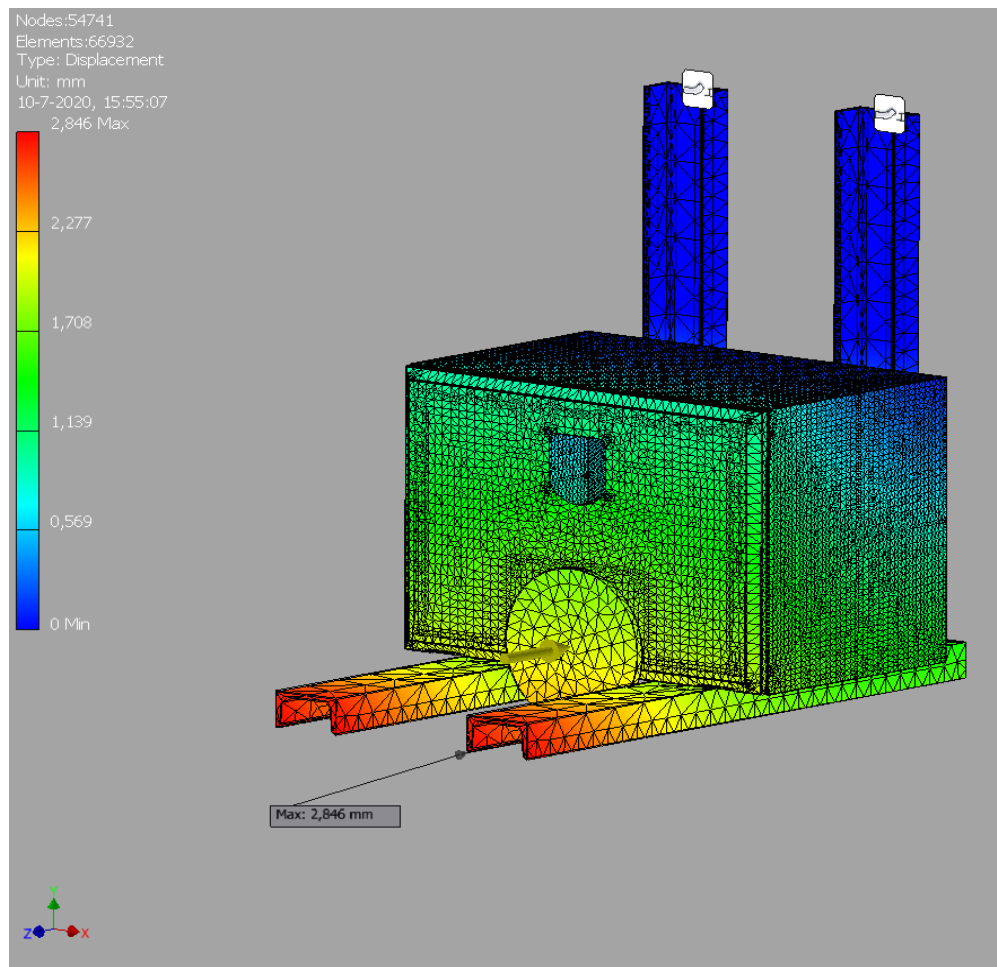 Nodes:54741
Elements:66932
Type: Displacement
Unit: mm
10-7-2020, 15:55:07
2,846 Max
2,277
1,708
1,139
0,569
0 Min
Max: 2,846 mm
Y
Z
X